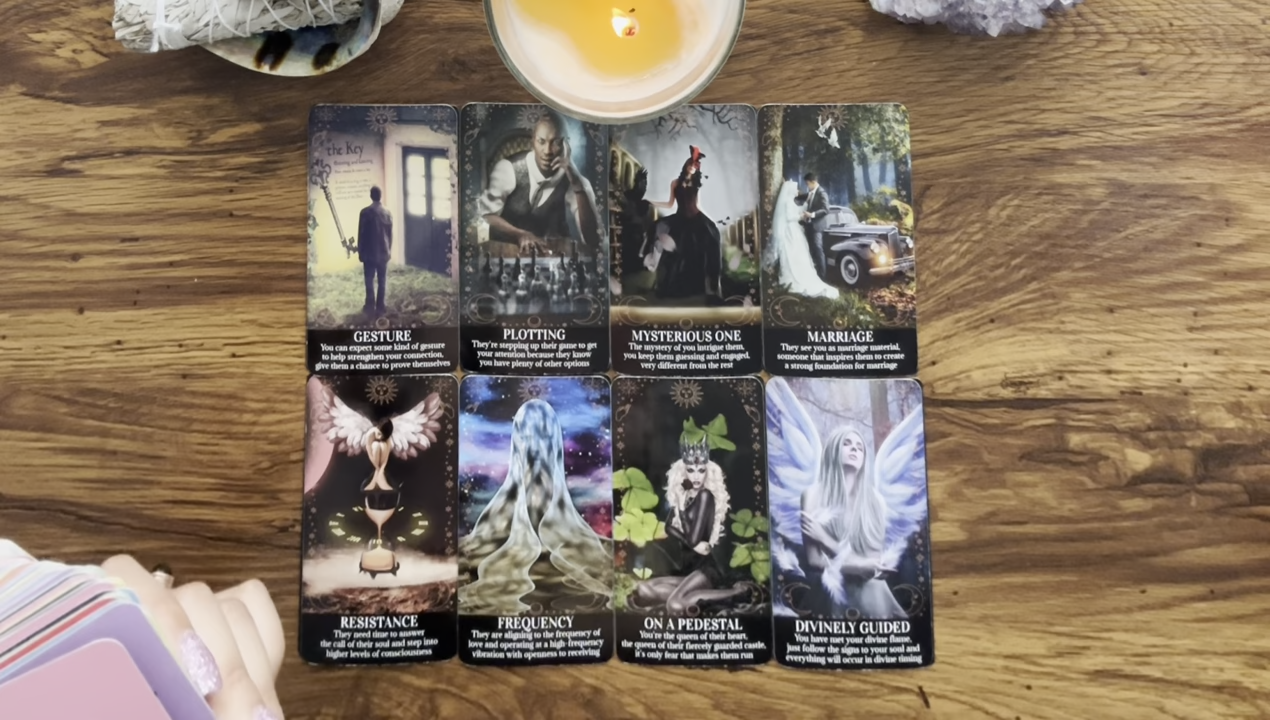 the Key
GESTURE
You can expect some kind of gesture
to help strengthen your connection,
give them a chance to prove themselves
PLOTTING
They're stepping up their game to get
your attention because they know
you have plenty of other options
MYSTERIOUS ONE
The mystery of you intrigue them,
you keep them guessing and engaged,
very different from the rest
MARRIAGE
They see you as marriage material,
someone that inspires them to create
a strong foundation for marriage
RESISTANCE
They need time to answer
the call of their soul and step into
higher levels of consciousness
FREQUENCY
They are aligning to the frequency of
love and operating at a high-frequency
vibration with openness to receiving
ON A PEDESTAL
You're the queen of their heart,
the queen of their fiercely guarded castle,
it's only fear that makes them run
DIVINELY GUIDED
You have met your divine flame,
just follow the signs to your soul and
everything will occur in divine timing